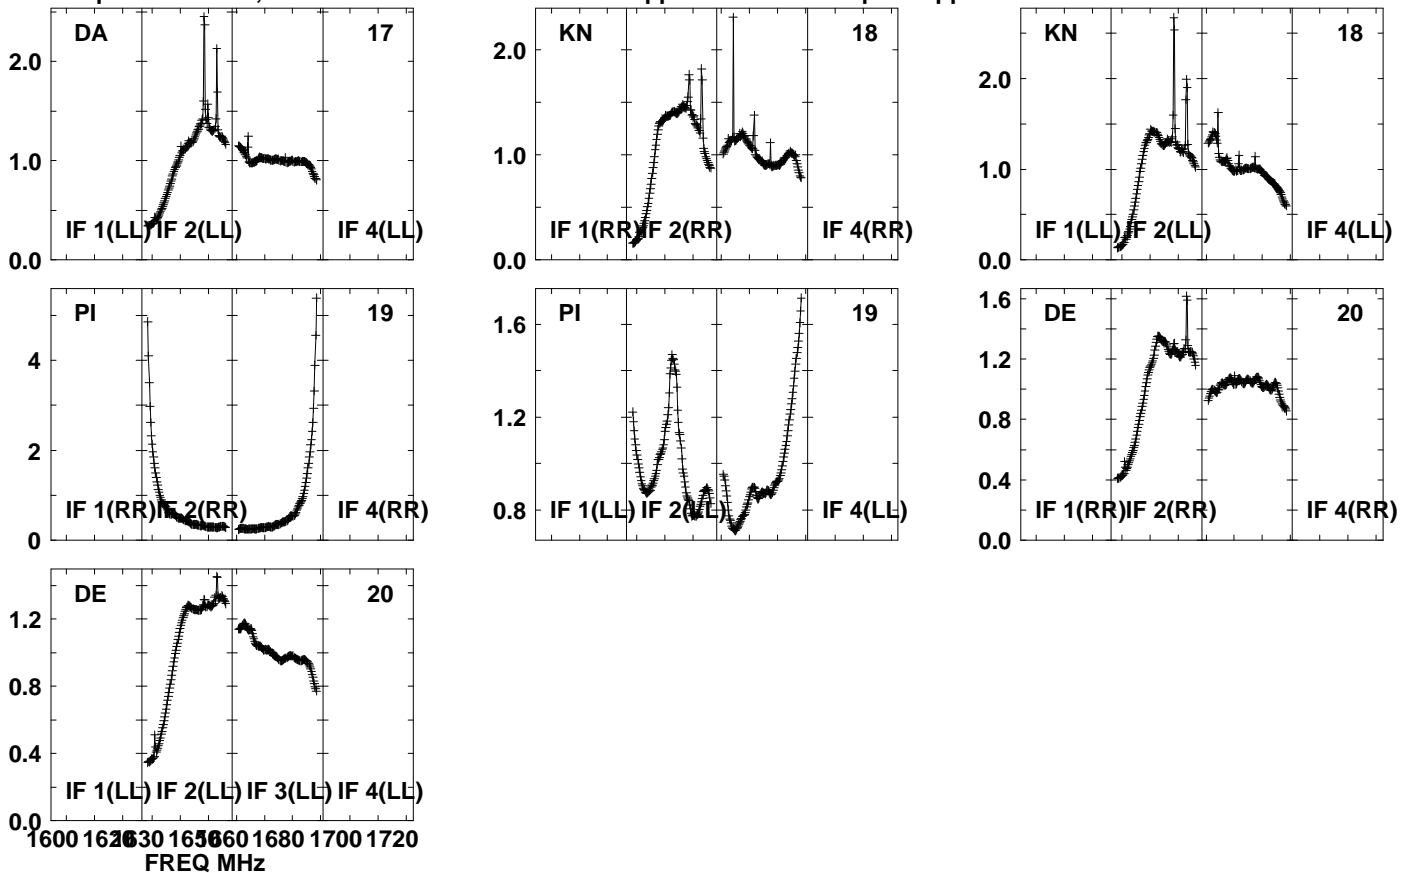 DA 17
2.0
1.0
0.0
IF 1(LL) IF 2(LL) IF 4(LL)
KN 18
2.0
1.0
0.0
IF 1(RR) IF 2(RR) IF 4(RR)
KN 18
2.0
1.0
0.0
IF 1(LL) IF 2(LL) IF 4(LL)
PI 19
4
2
0
IF 1(RR) IF 2(RR) IF 4(RR)
PI 19
1.6
1.2
0.8
IF 1(LL) IF 2(LL) IF 4(LL)
DE 20
1.6
1.2
0.8
0.4
0.0
IF 1(RR) IF 2(RR) IF 4(RR)
DE 20
1.2
0.8
0.4
0.0
IF 1(LL) IF 2(LL) IF 3(LL) IF 4(LL)
1600 1620 1630 1650 1660 1680 1700 1720
FREQ MHz